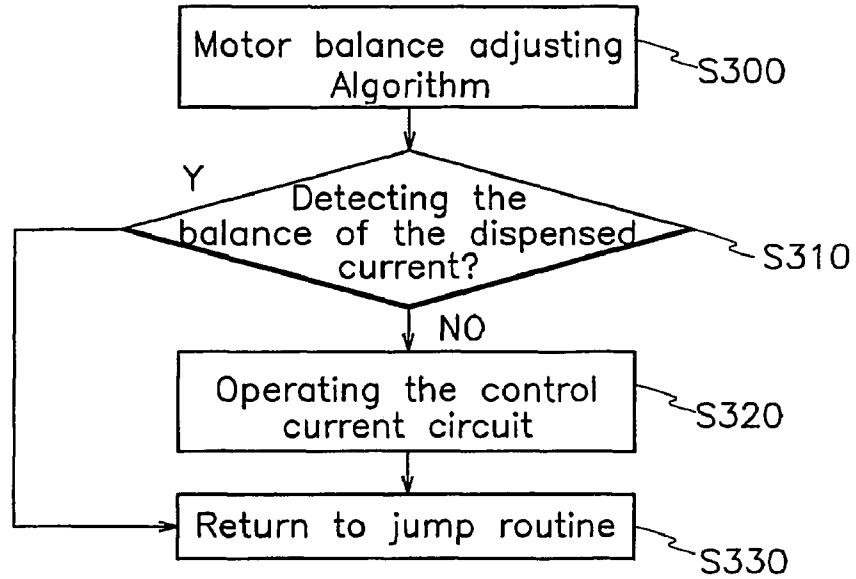 Motor balance adjusting
Algorithm
S300
Y
Detecting the
balance of the dispensed
current?
S310
NO
Operating the control
current circuit
S320
Return to jump routine
S330